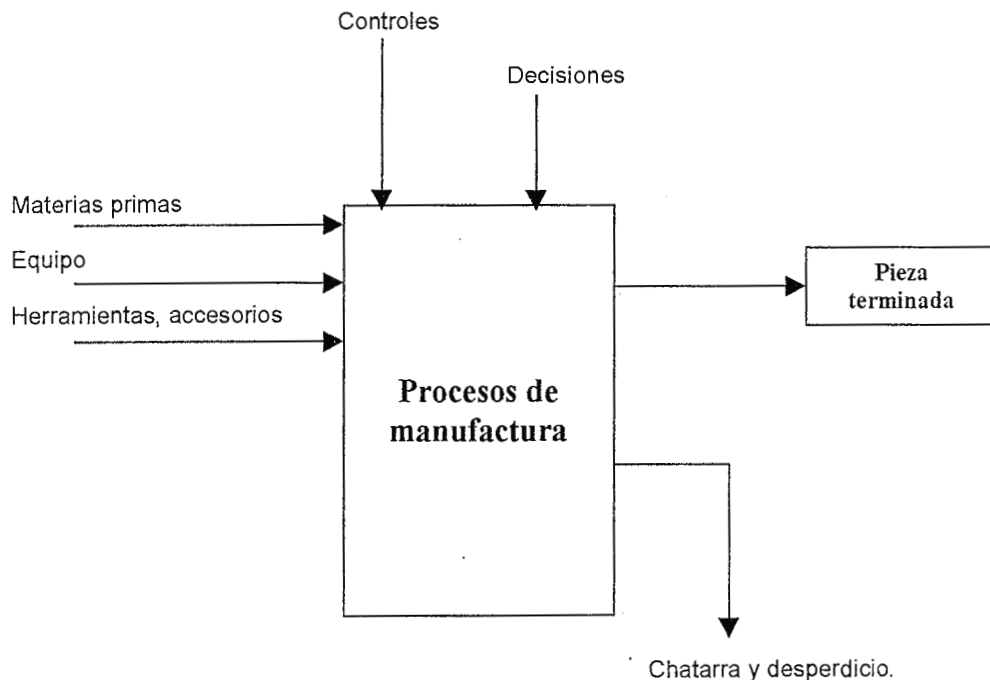 Controles
Decisiones
Materias primas
Equipo
Herramientas, accesorios
Pieza
terminada
Procesos de
manufactura
Chatarra y desperdicio.